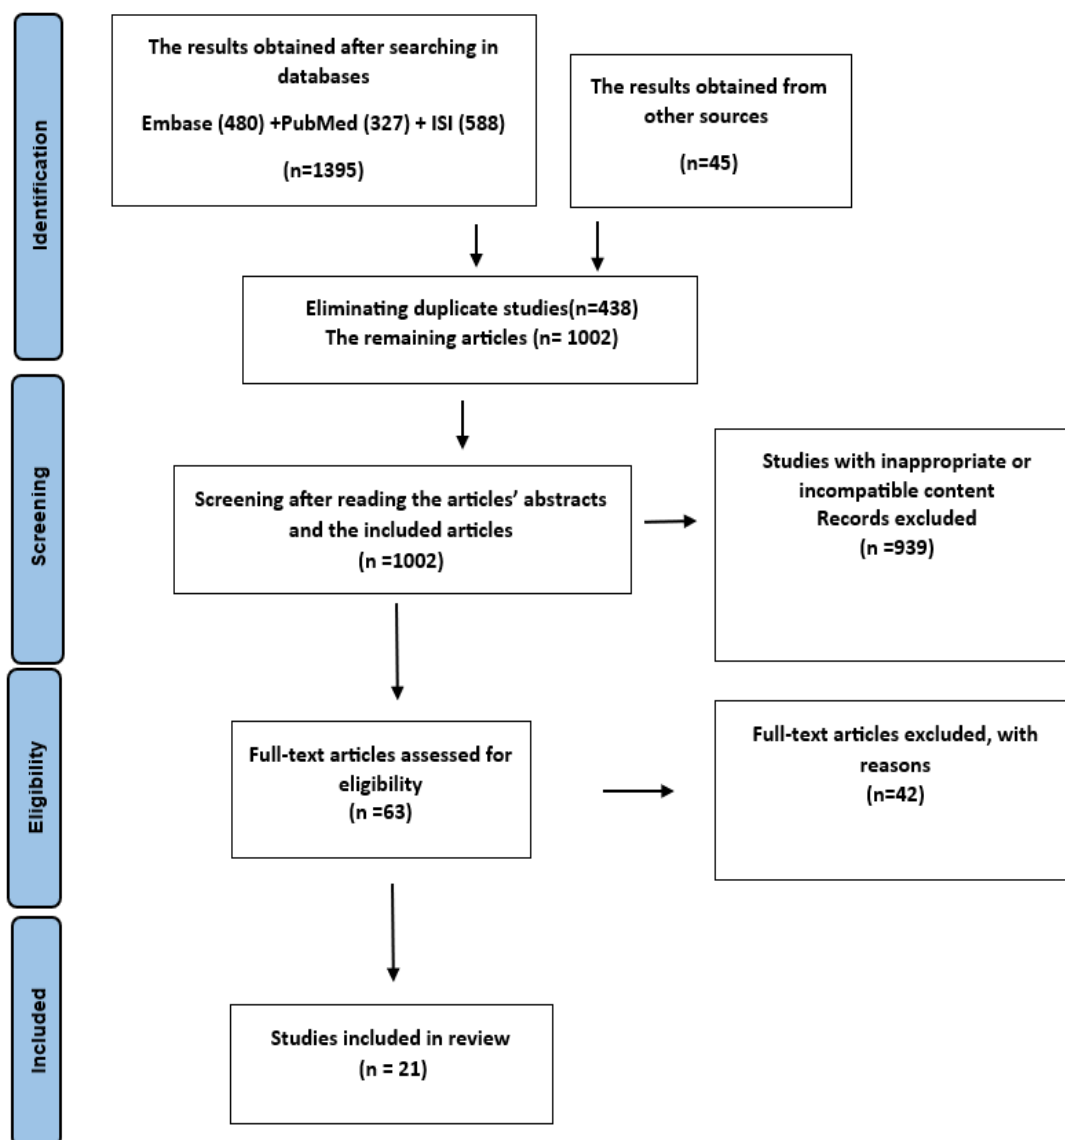 Identification
The results obtained after searching in
databases
Embase (480) +PubMed (327) + ISI (588)
(n=1395)
The results obtained from
other sources
(n=45)
Eliminating duplicate studies(n=438)
The remaining articles (n= 1002)
Screening
Screening after reading the articles’ abstracts
and the included articles
(n =1002)
Studies with inappropriate or
incompatible content
Records excluded
(n =939)
Eligibility
Full-text articles assessed for
eligibility
(n =63)
Full-text articles excluded, with
reasons
(n=42)
Included
Studies included in review
(n = 21)